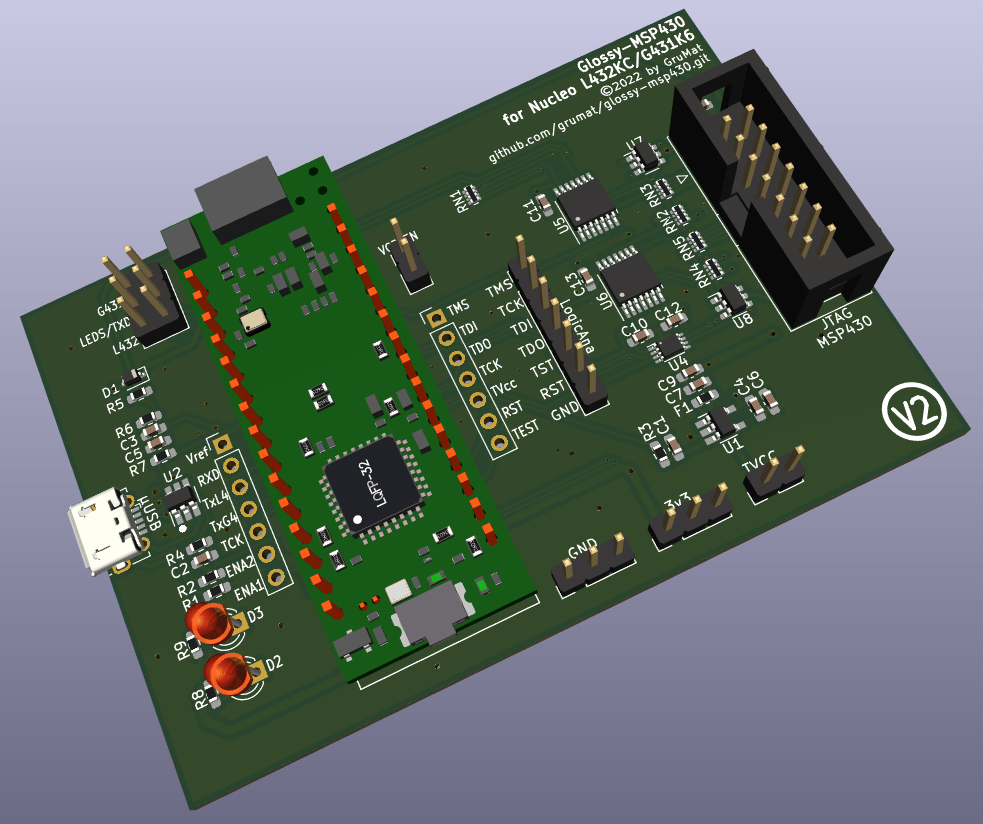 Glossy-MSP430
for Nucleo L432KC/G431K6
©2022 by GruMat
github.com/grumat/glossy-msp430.git
U7
RN3
RN1
C11
U5
RN2
RN5
RN4
C13
U6
U8
JTAG
MSP430
C10
C12
U4
C9
C7
F1
C4
C6
U1
R3
C1
V2
TVCC
3v3
GND
LogicAna
TMS
TCK
TDI
TDO
TST
RST
GND
TMS
TDI
TDO
TCK
TVcc
RST
TEST
LEDS/TXD
L432
D1
R5
R6
C3
C5
R7
U2
Vref
RXD
TxL4
TxG4
TCK
ENA2
ENA1
R4
C2
R2
R1
D3
R9
D2
R8
LQFP-32